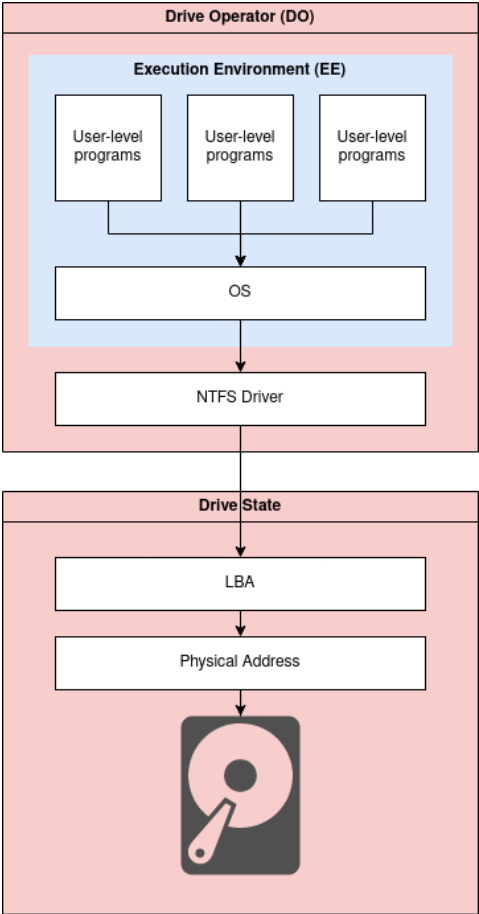 Drive Operator (DO)
Execution Environment (EE)
User-level
programs
User-level
programs
User-level
programs
OS
NTFS Driver
Drive State
LBA
Physical Address